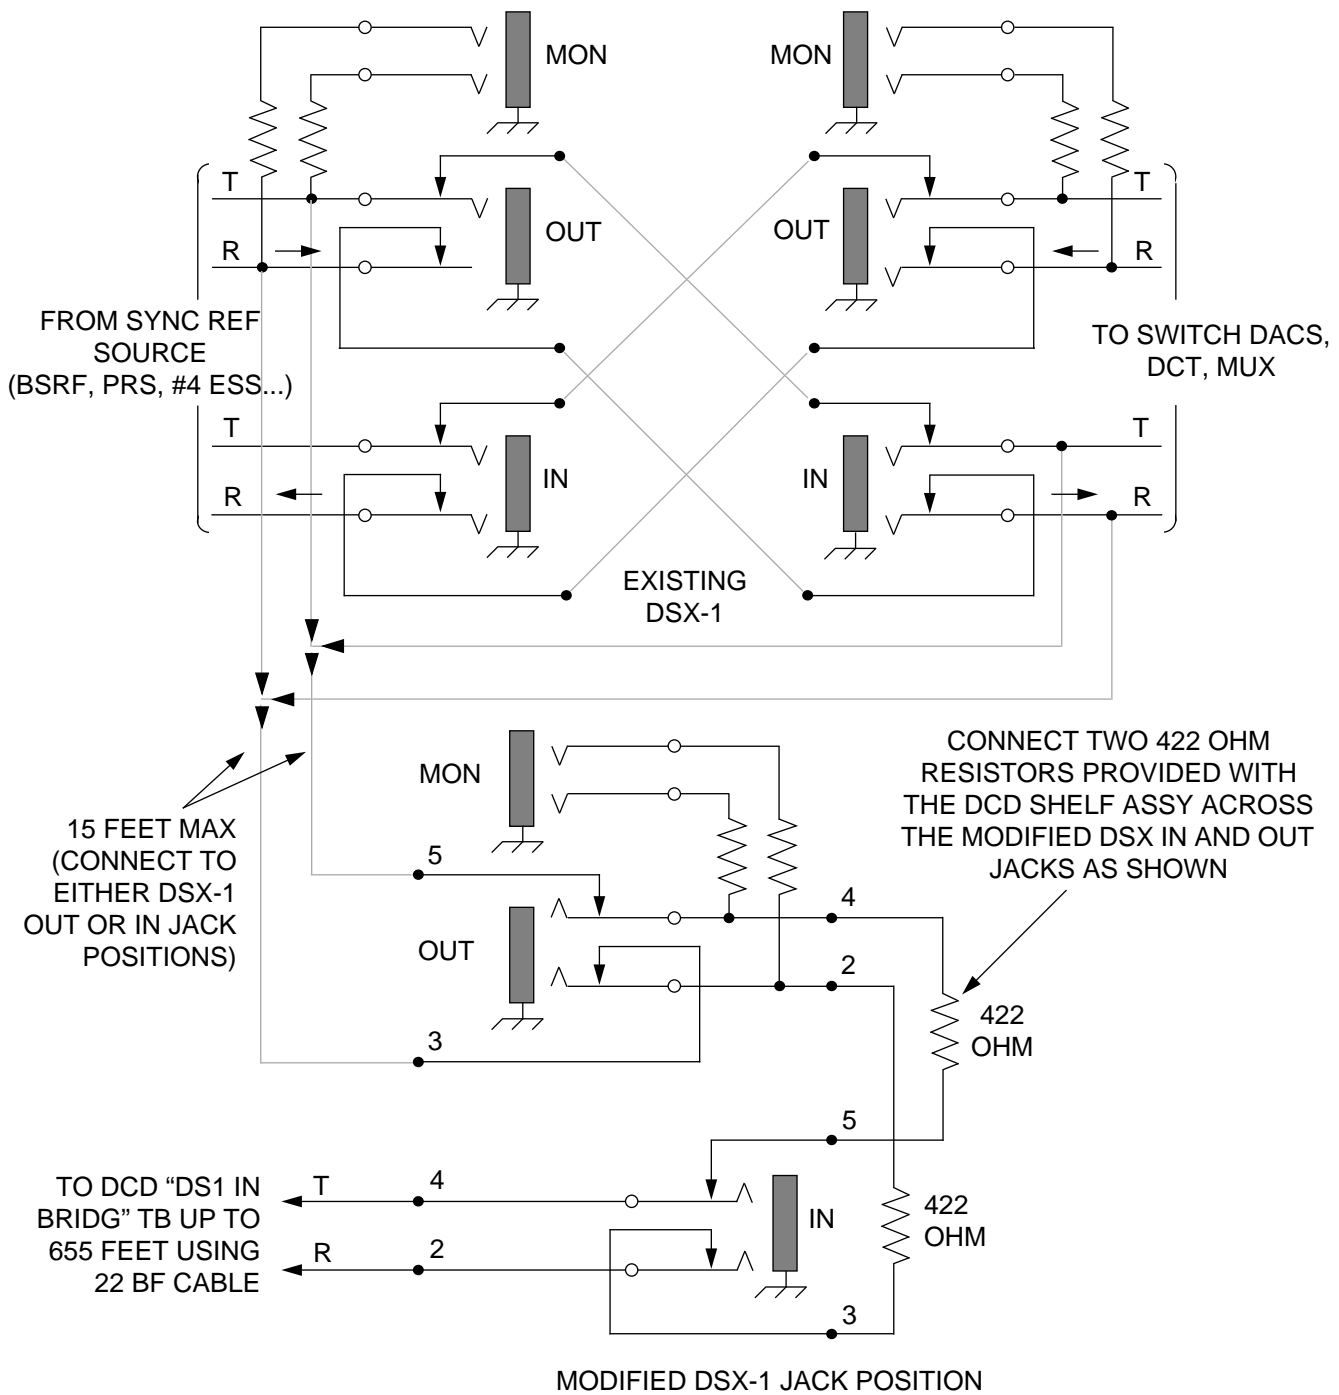 MON
MON
T
OUT
OUT
T
R
R
FROM SYNC REF
SOURCE
(BSRF, PRS, #4 ESS...)
TO SWITCH DACS,
DCT, MUX
T
T
IN
IN
R
R
EXISTING
DSX-1
MON
CONNECT TWO 422 OHM
RESISTORS PROVIDED WITH
THE DCD SHELF ASSY ACROSS
THE MODIFIED DSX IN AND OUT
JACKS AS SHOWN
15 FEET MAX
(CONNECT TO
EITHER DSX-1
OUT OR IN JACK
POSITIONS)
5
4
OUT
2
422
OHM
3
5
TO DCD “DS1 IN
BRIDG” TB UP TO
655 FEET USING
22 BF CABLE
T
4
IN
422
OHM
R
2
3
MODIFIED DSX-1 JACK POSITION